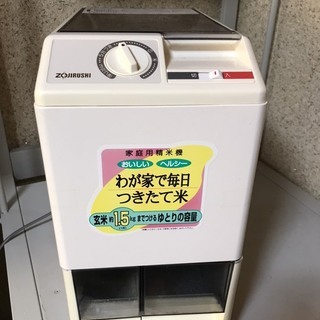 ZOJIRUSHI
切 入
家庭用精米機
おいしい ヘルシー
わが家で毎日
つきたて米
玄米約1.5kgまでつけるゆとりの容量